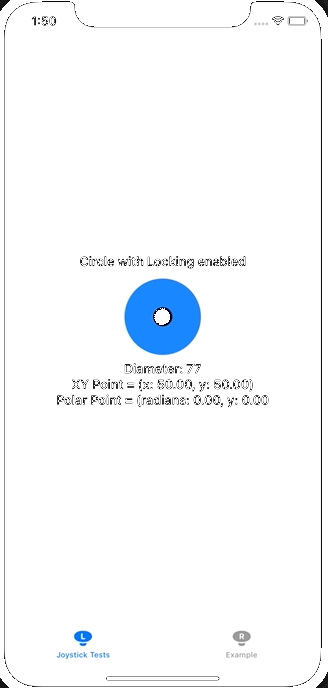 1:50
Circle with Locking enabled
Diameter: 77
XY Point = (x: 50.00, y: 50.00)
Polar Point = (radians: 0.00, y: 0.00
L
R
Joystick Tests
Example